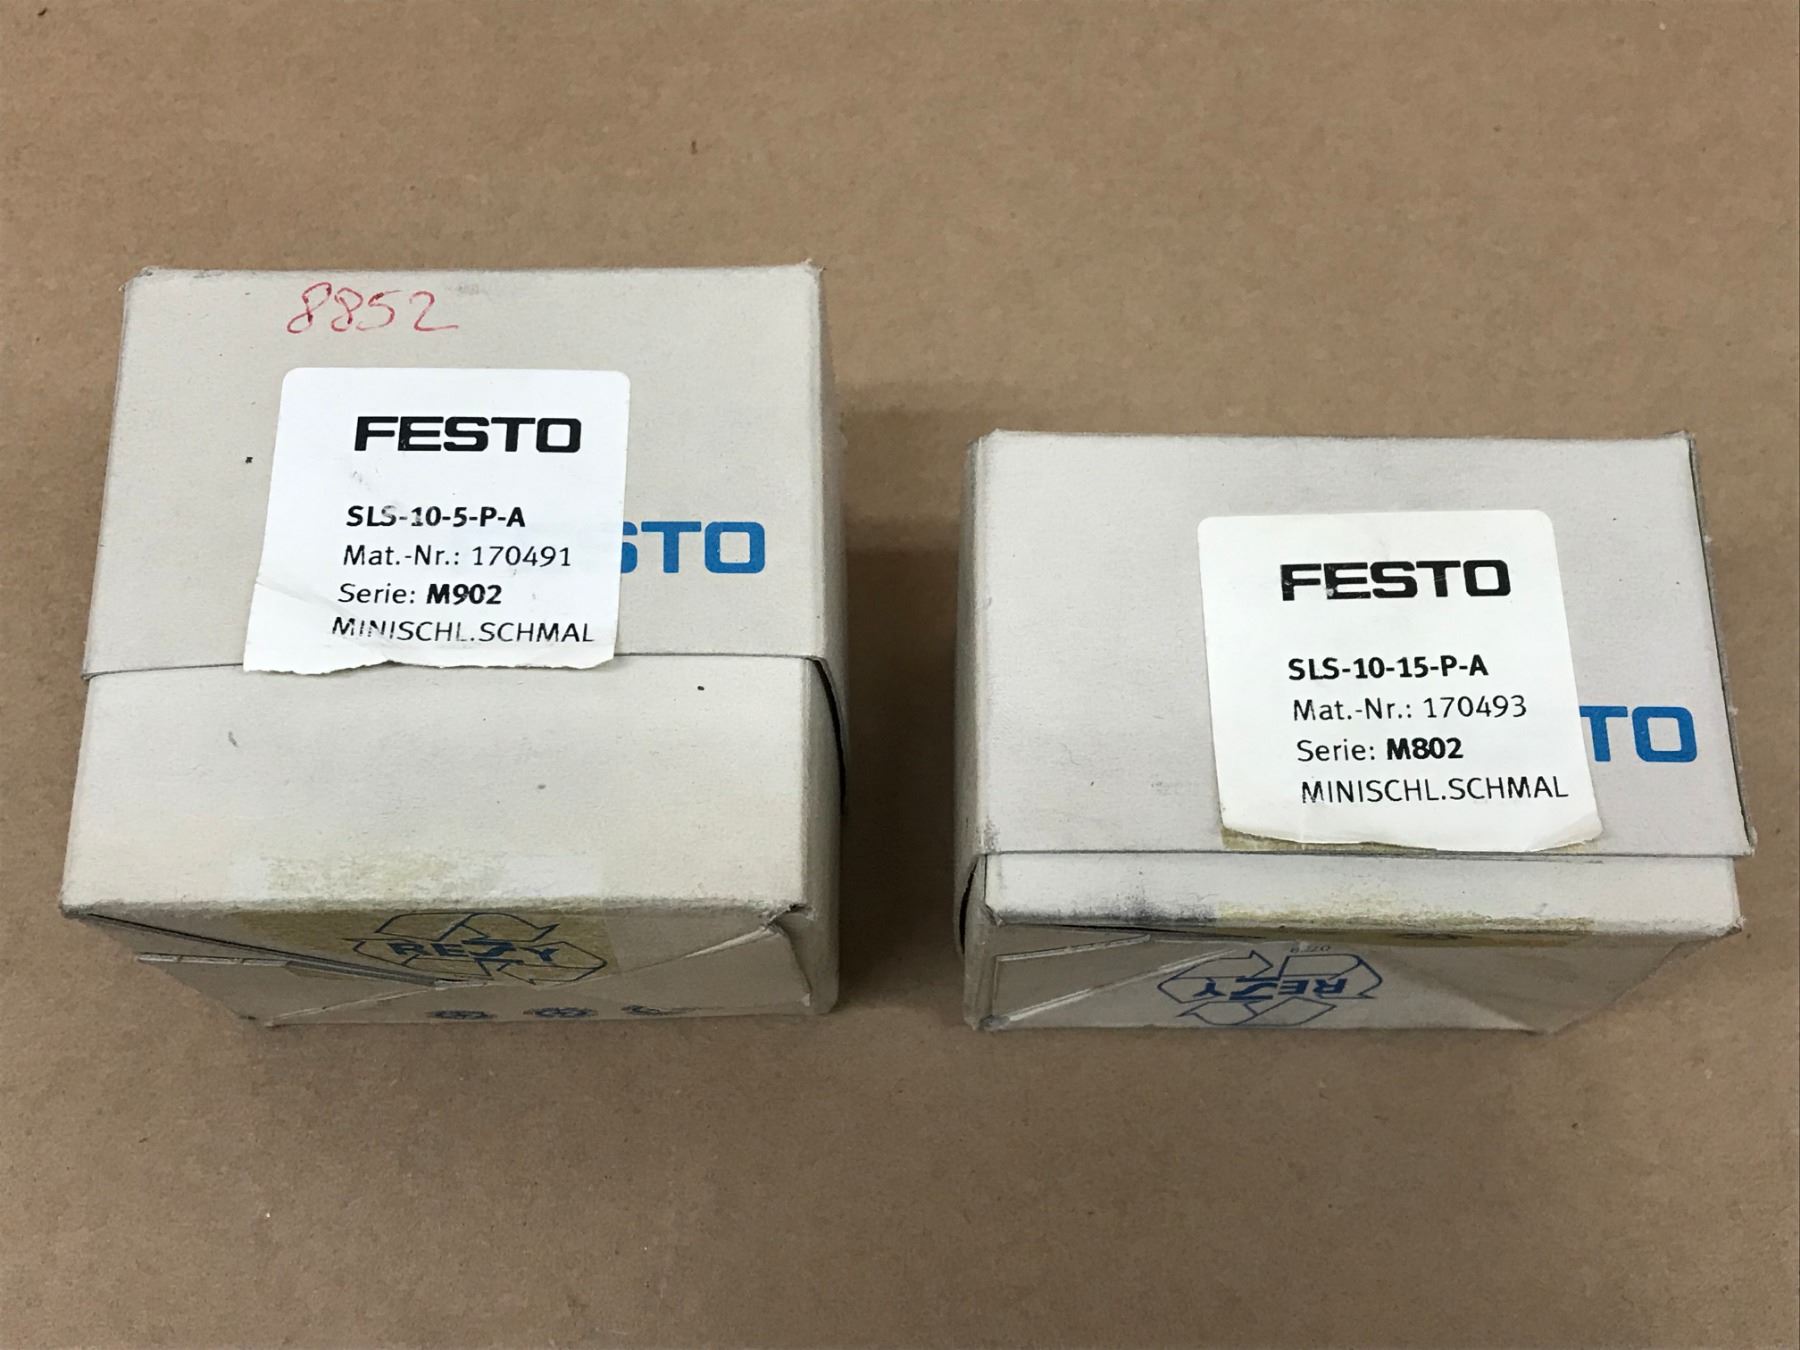 8852
FESTO
SLS-10-5-P-A
Mat.-Nr.: 170491
Serie: M902
MINISCHL.SCHMAL
STO
REZY
FESTO
SLS-10-15-P-A
Mat.-Nr.: 170493
Serie: M802
MINISCHL.SCHMAL
TO
REZY